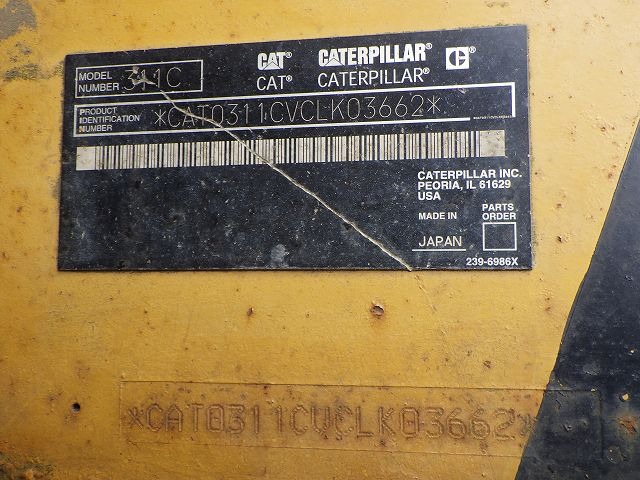 CAT® CATERPILLAR® C
CAT® CATERPILLAR®
MODEL NUMBER 311C
PRODUCT IDENTIFICATION NUMBER *CAT0311CVCLK03662*
CATERPILLAR INC.
PEORIA, IL 61629
USA
MADE IN JAPAN
PARTS ORDER
239-6986X
*CAT0311CVCLK03662*